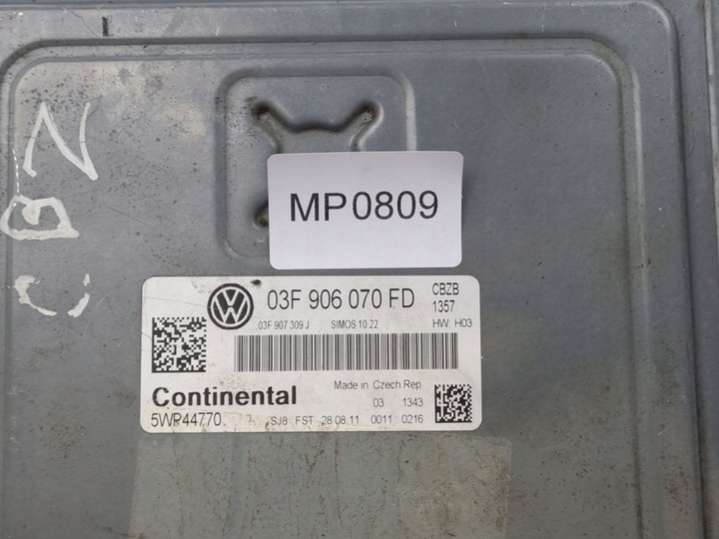 CBZ
MP0809
03F 906 070 FD
CBZB
1357
03F 907 309 J SIMOS 10.22 HW H03
Continental
Made in Czech Rep
03 1343
5WP44770 SJ8 FST 28.08.11 0011 0216